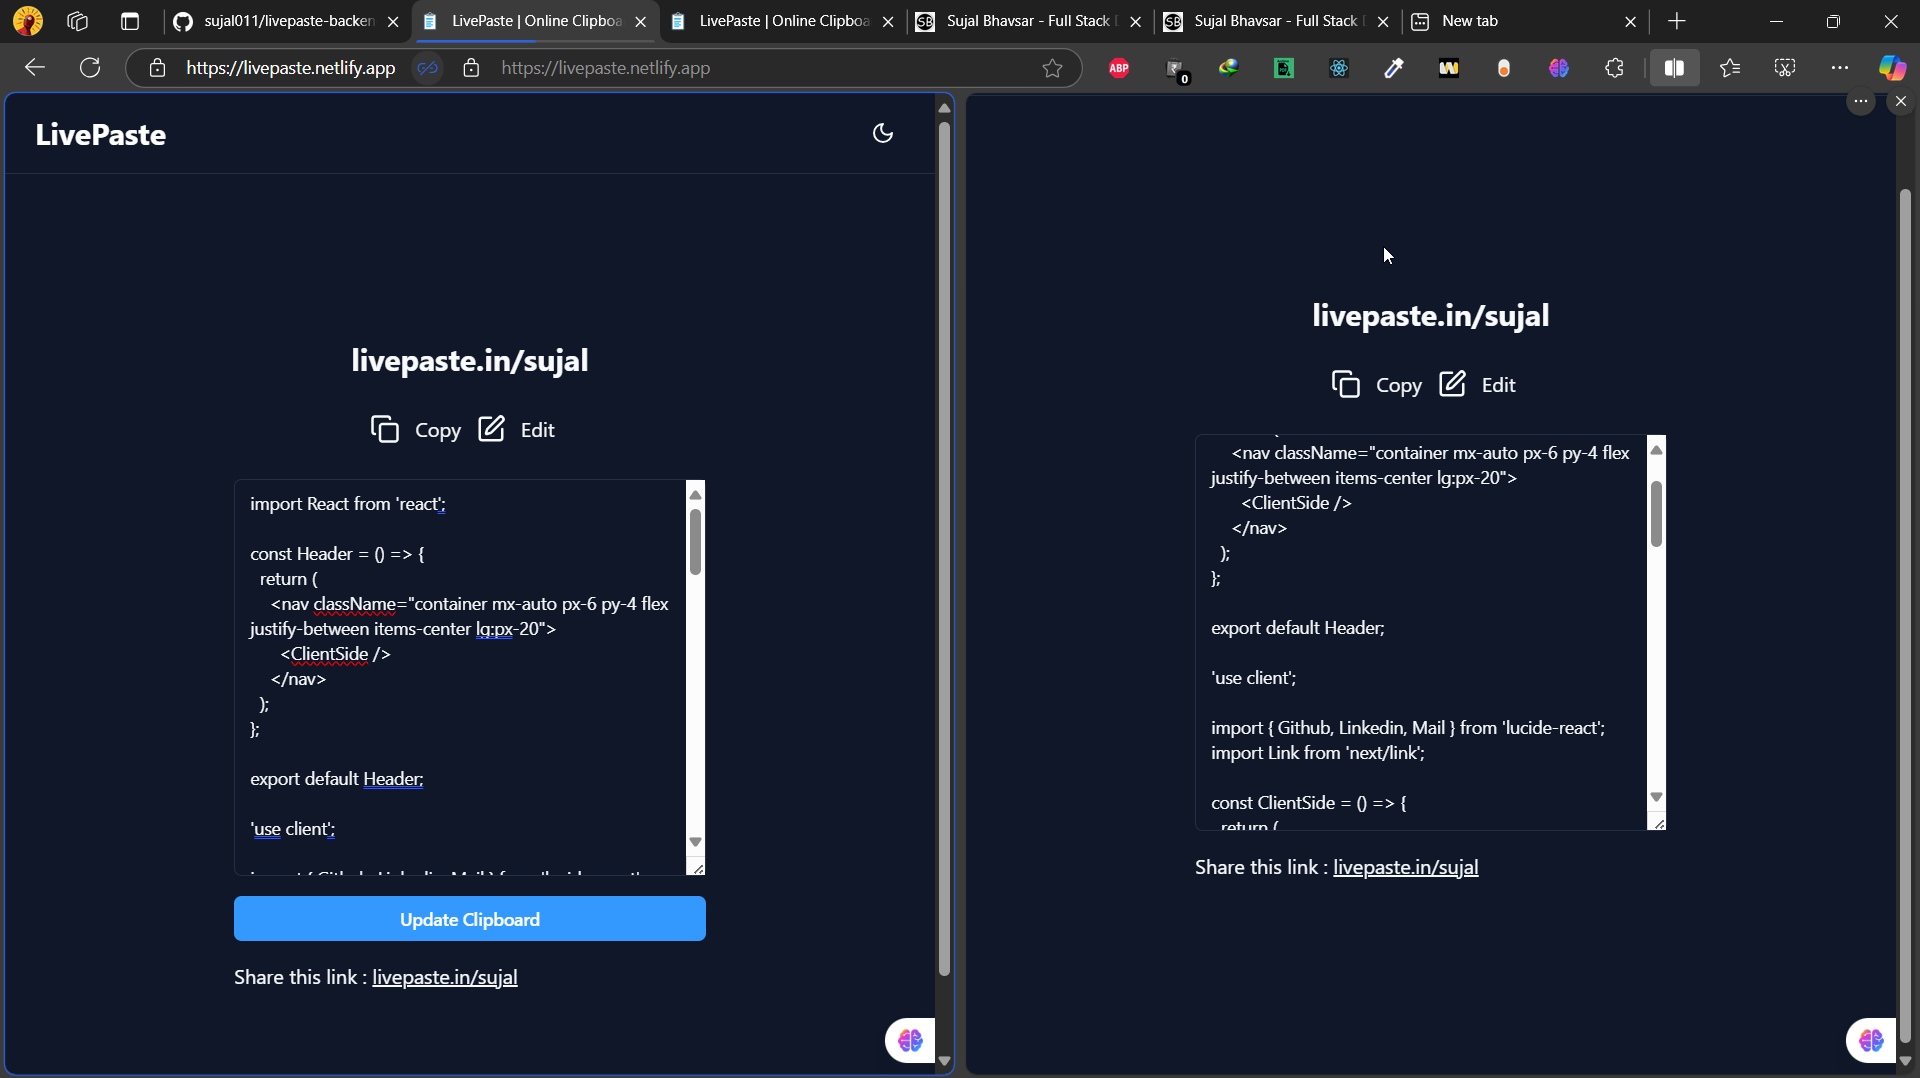 sujal011/livepaste-backen
LivePaste | Online Clipboa
LivePaste | Online Clipboa
Sujal Bhavsar - Full Stack
Sujal Bhavsar - Full Stack
New tab
https://livepaste.netlify.app
https://livepaste.netlify.app
ABP
0
LivePaste
livepaste.in/sujal
Copy
Edit
import React from 'react';
const Header = () => {
return (
<nav className="container mx-auto px-6 py-4 flex
justify-between items-center lg:px-20">
<ClientSide />
</nav>
);
};
export default Header;
'use client';
Update Clipboard
Share this link : livepaste.in/sujal
livepaste.in/sujal
Copy
Edit
<nav className="container mx-auto px-6 py-4 flex
justify-between items-center lg:px-20">
<ClientSide />
</nav>
);
};
export default Header;
'use client';
import { Github, Linkedin, Mail } from 'lucide-react';
import Link from 'next/link';
const ClientSide = () => {
return (
Share this link : livepaste.in/sujal